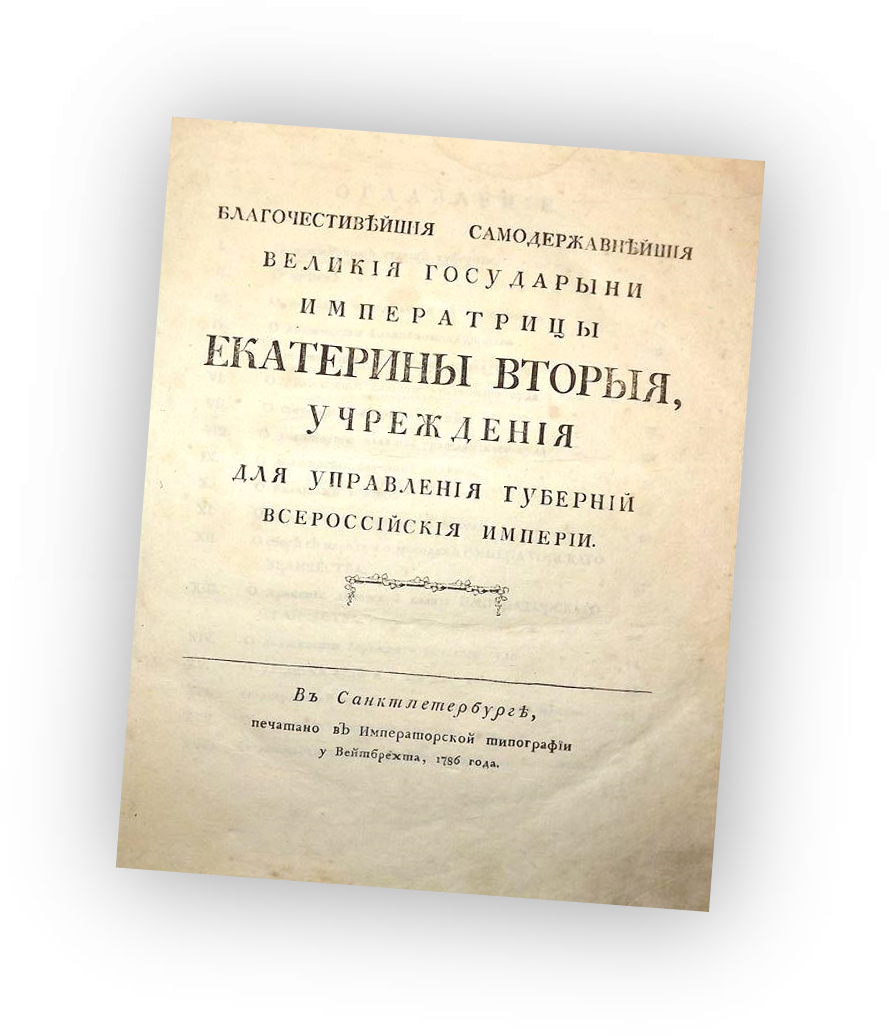 БЛАГОЧЕСТИВѢЙШІЯ САМОДЕРЖАВНѢЙШІЯ
ВЕЛИКІЯ ГОСУДАРЫНИ
ИМПЕРАТРИЦЫ
ЕКАТЕРИНЫ ВТОРЫЯ,
УЧРЕЖДЕНІЯ
ДЛЯ УПРАВЛЕНІЯ ГУБЕРНІЙ
ВСЕРОССІЙСКІЯ ИМПЕРІИ.
Въ Санктпетербургѣ,
печатано въ Императорской типографїи
у Вейтбрехта, 1786 года.